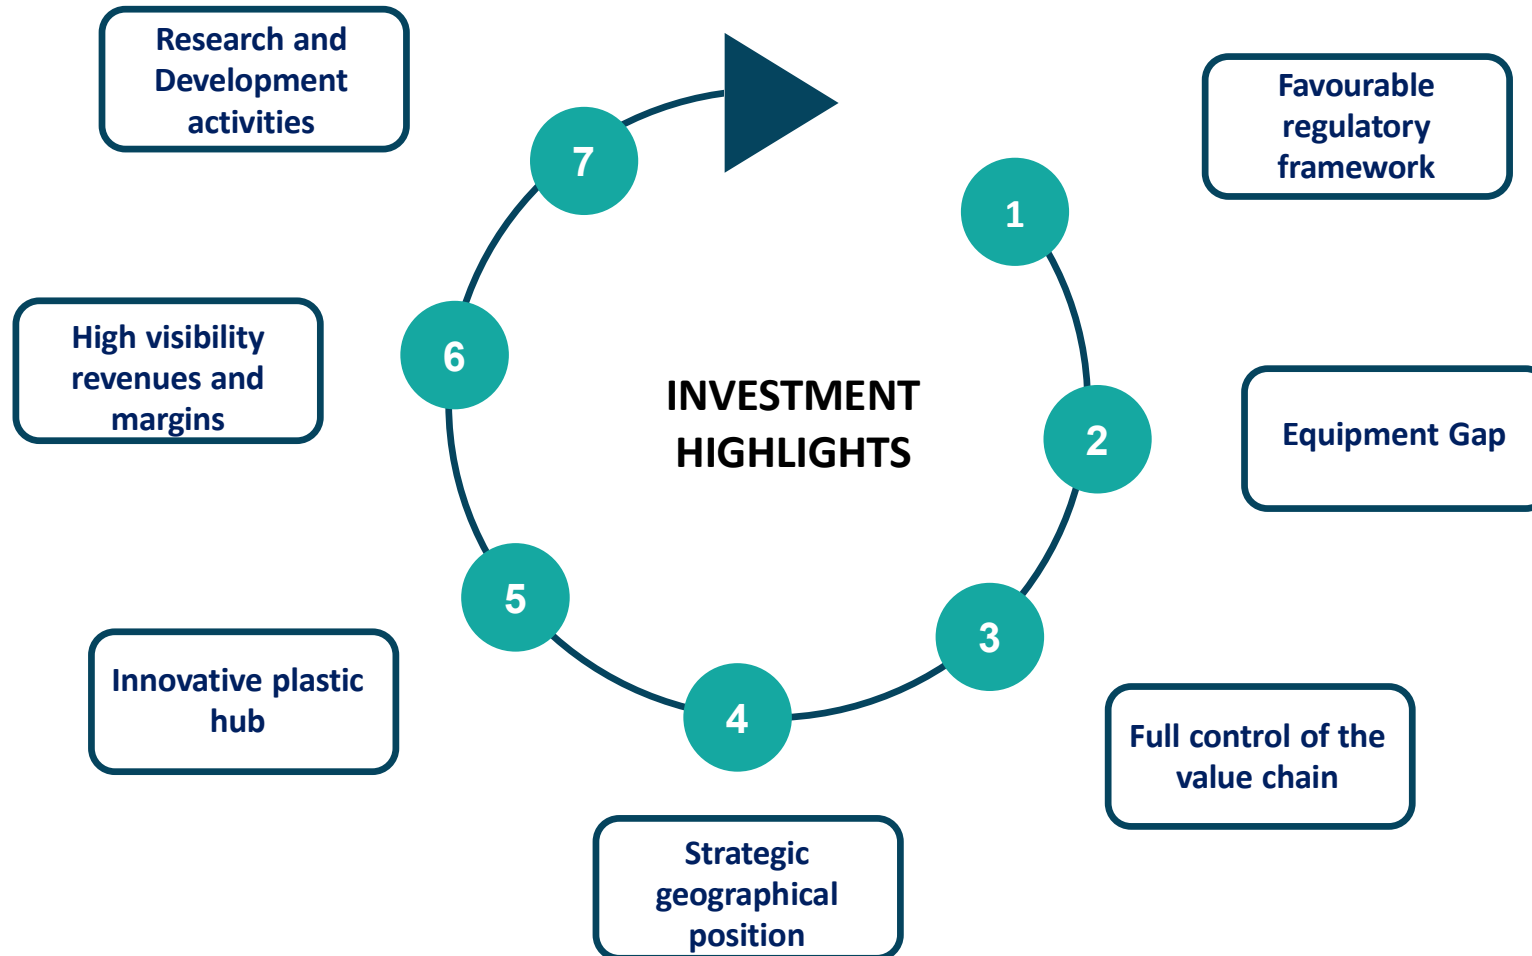 INVESTMENT
HIGHLIGHTS
1
Favourable
regulatory
framework
2
Equipment Gap
3
Full control of the
value chain
4
Strategic
geographical
position
5
Innovative plastic
hub
6
High visibility
revenues and
margins
7
Research and
Development
activities